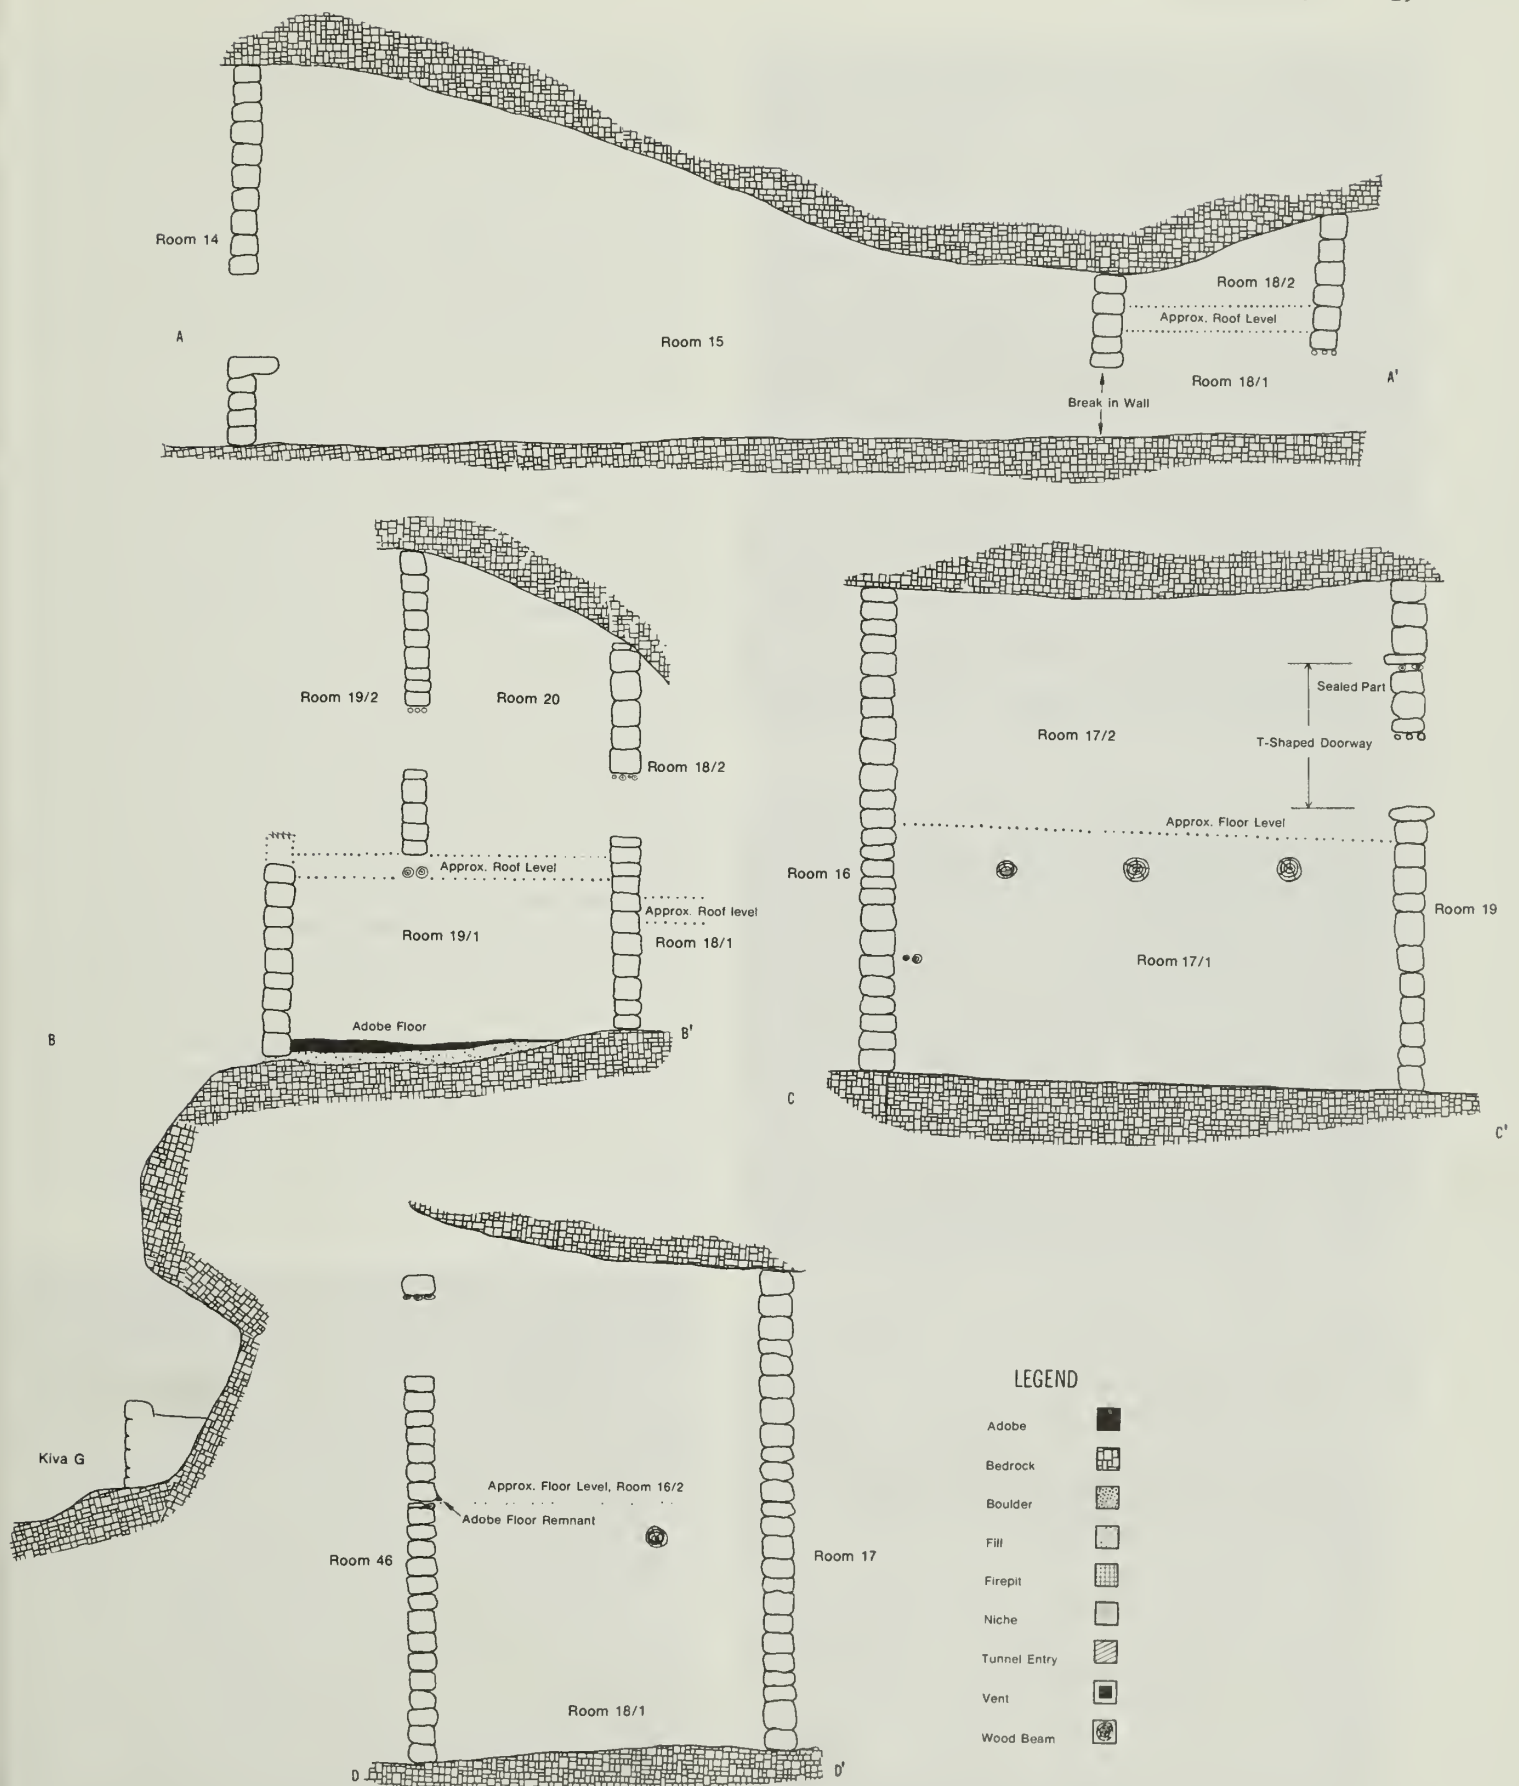 Room 14
A
Room 15
Room 18/2
Approx. Roof Level
Room 18/1
A'
Break in Wall
Room 19/2
Room 20
Room 18/2
Approx. Roof Level
Approx. Roof level
Room 19/1
Room 18/1
Adobe Floor
B
B'
Sealed Part
Room 17/2
T-Shaped Doorway
Approx. Floor Level
Room 16
Room 19
Room 17/1
C
C'
Kiva G
Approx. Floor Level, Room 16/2
Adobe Floor Remnant
Room 46
Room 17
Room 18/1
D
D'
LEGEND
Adobe
Bedrock
Boulder
Fill
Firepit
Niche
Tunnel Entry
Vent
Wood Beam